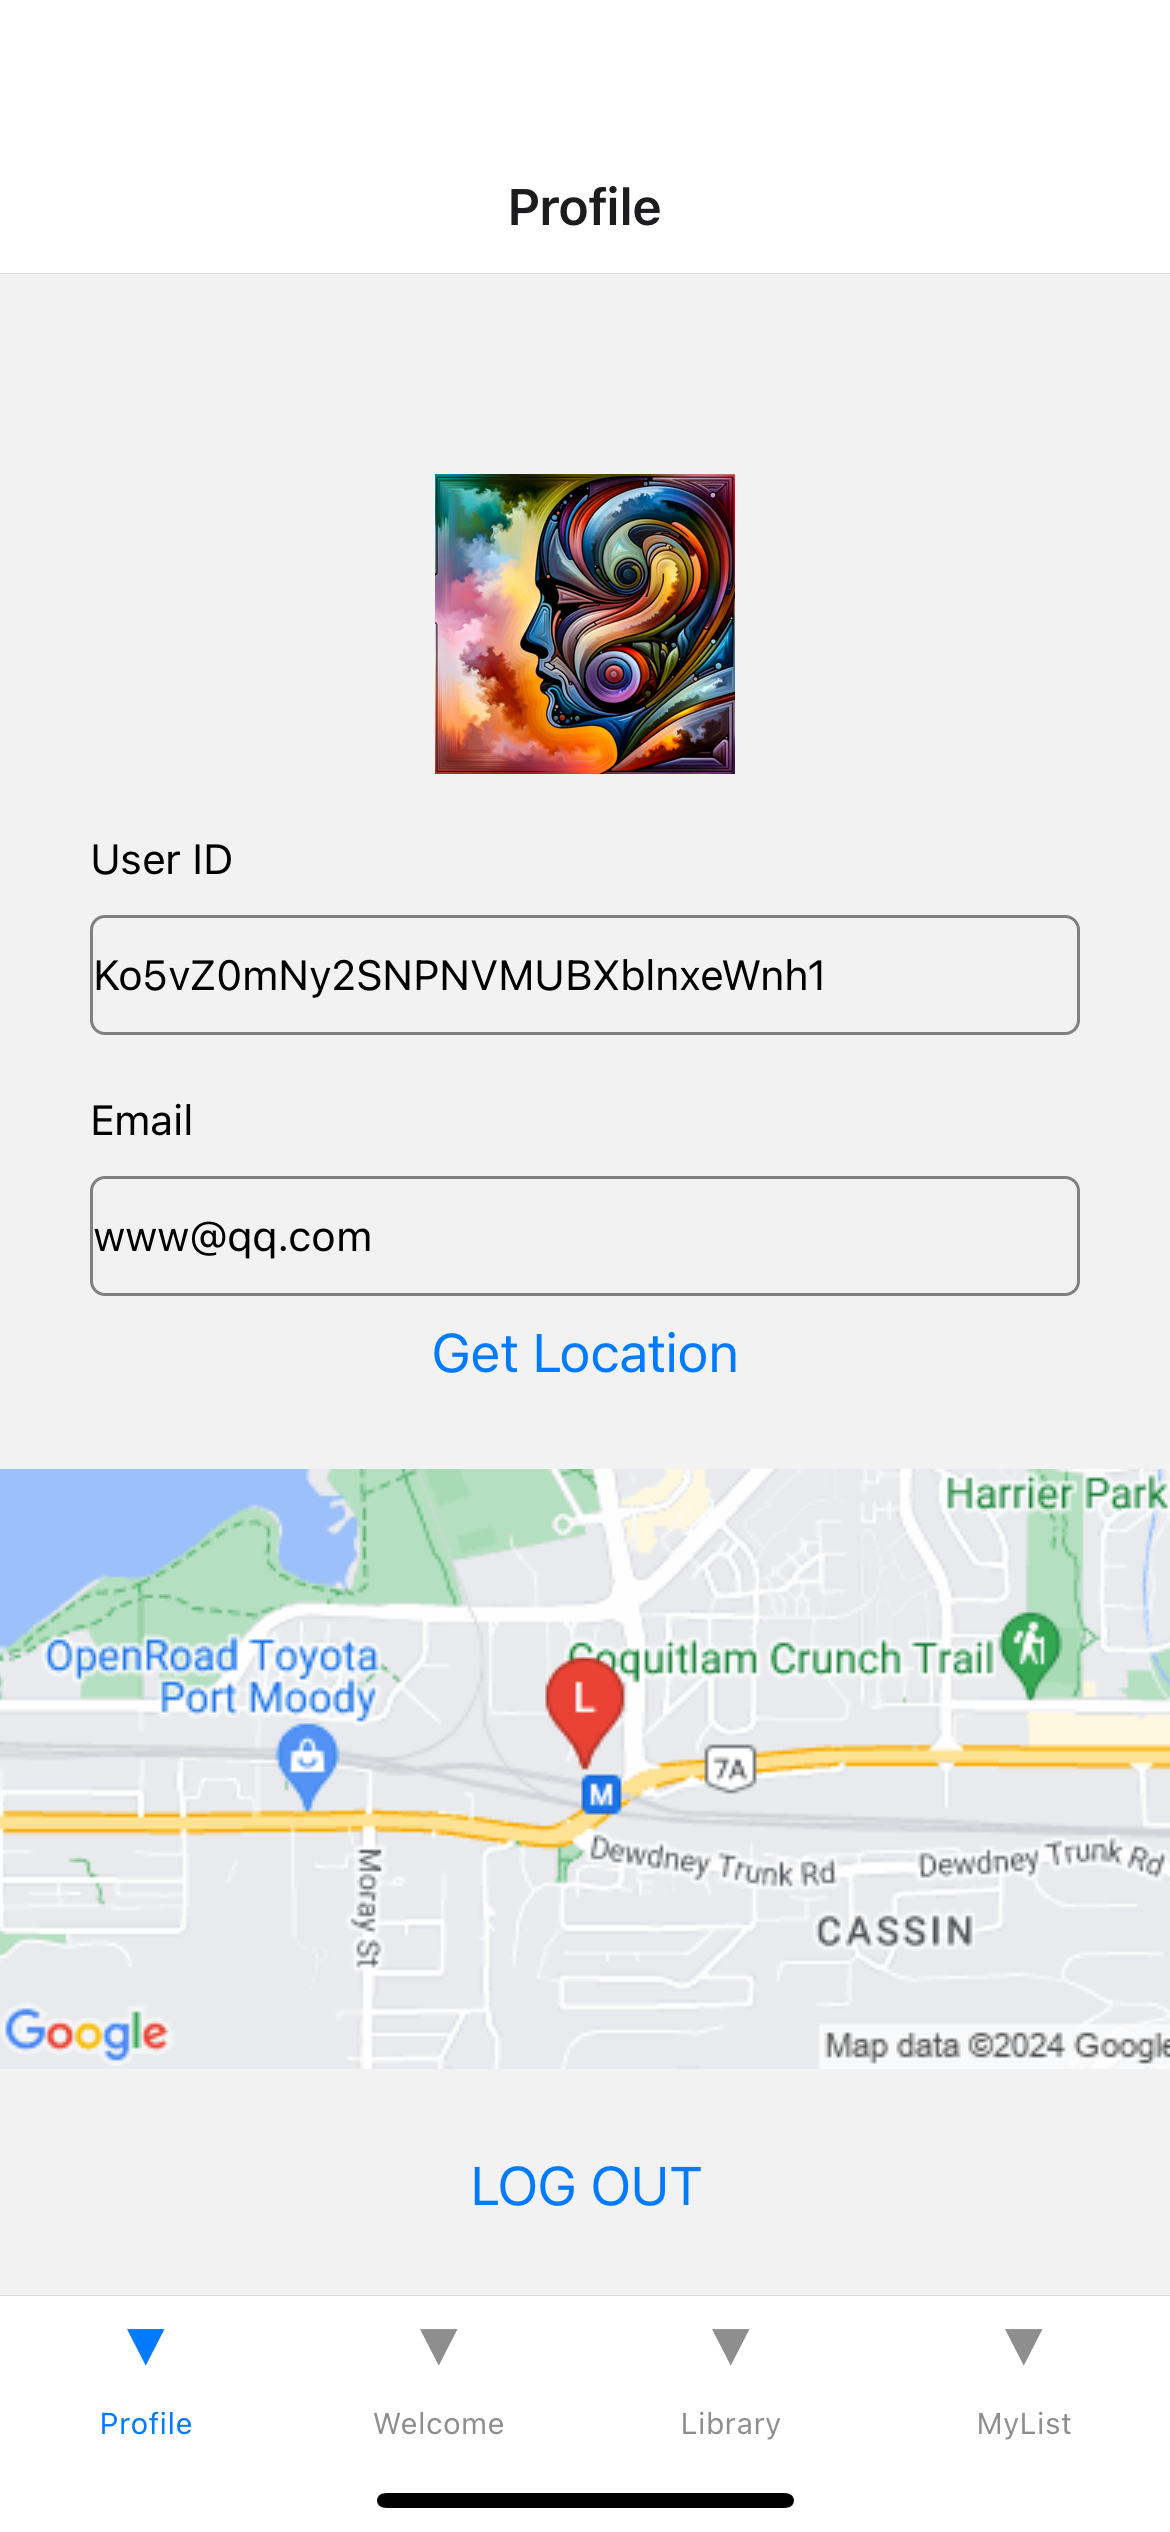 Profile
User ID
Ko5vZ0mNy2SNPNVMUBXblnxeWnh1
Email
www@qq.com
Get Location
Harrier Park
OpenRoad Toyota
Port Moody
Coquitlam Crunch Trail
L
M
7A
Dewdney Trunk Rd
Dewdney Trunk Rd
Moray St
CASSIN
Google
Map data ©2024 Google
LOG OUT
Profile
Welcome
Library
MyList